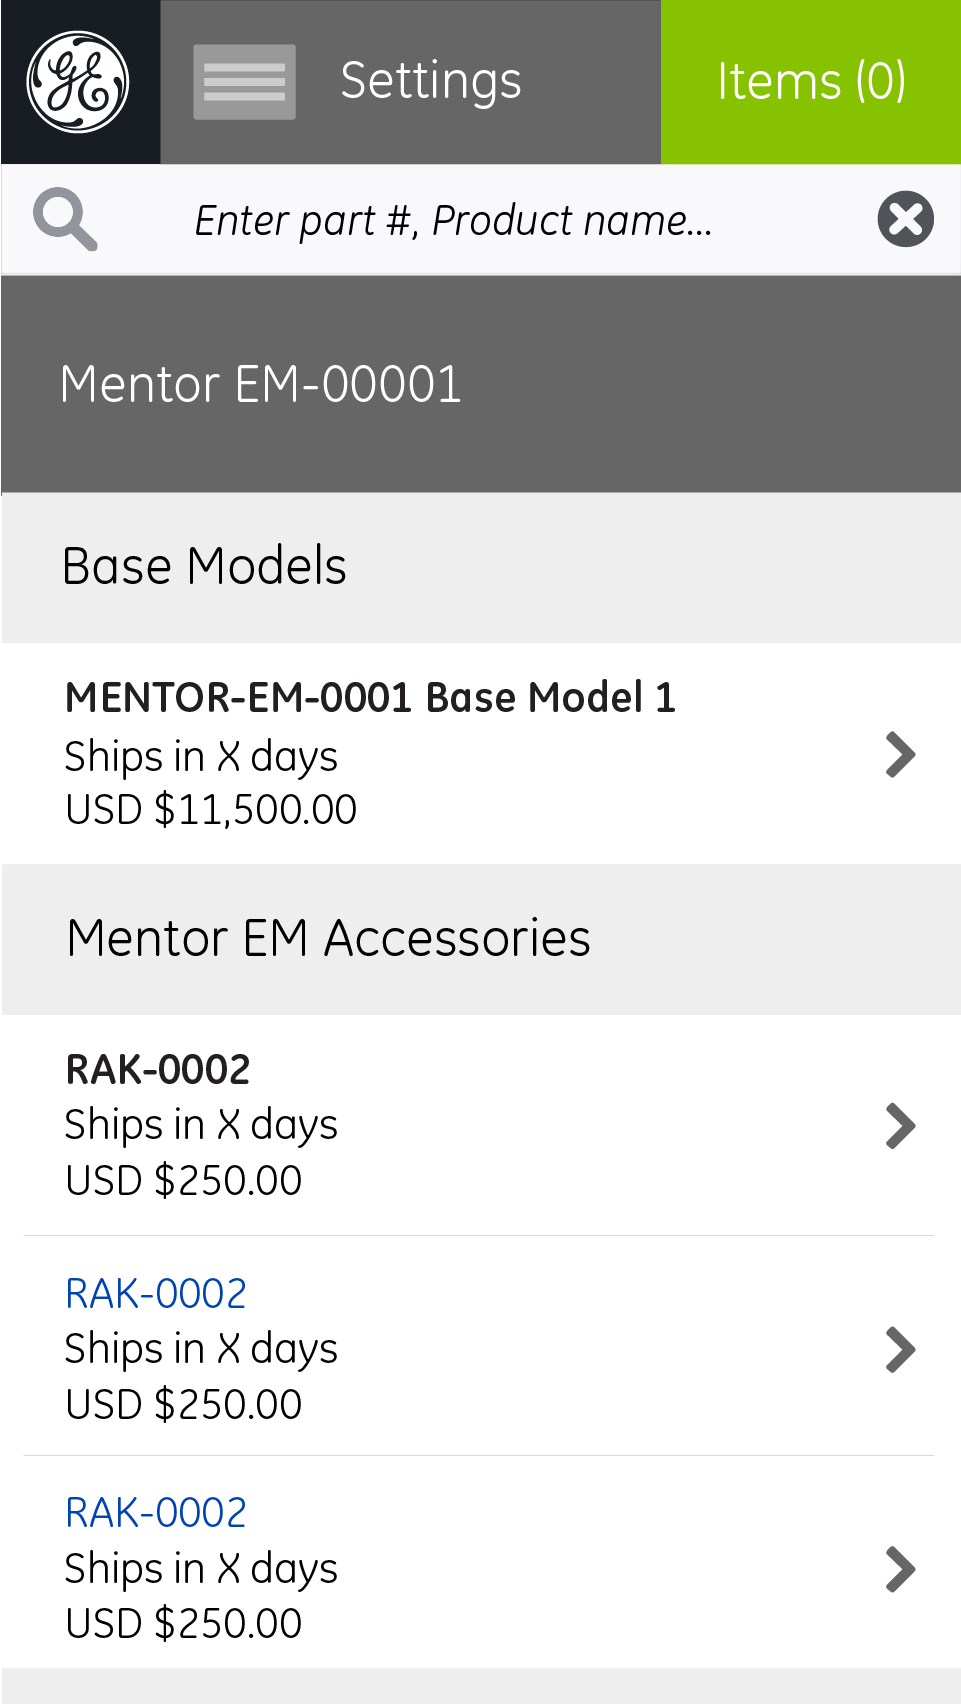 GE
Settings
Items (0)
Enter part #, Product name...
Mentor EM-00001
Base Models
MENTOR-EM-0001 Base Model 1
Ships in X days
USD $11,500.00
Mentor EM Accessories
RAK-0002
Ships in X days
USD $250.00
RAK-0002
Ships in X days
USD $250.00
RAK-0002
Ships in X days
USD $250.00